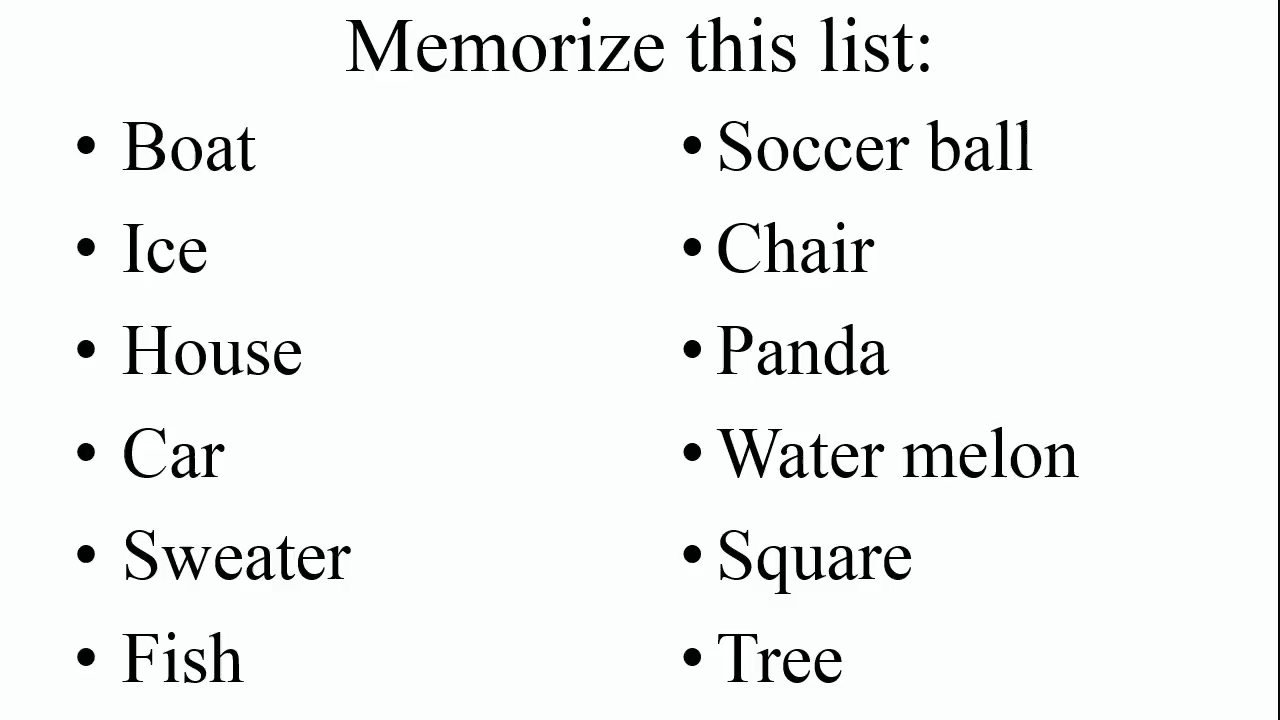 Memorize this list:
• Boat
• Ice
• House
• Car
• Sweater
• Fish
• Soccer ball
• Chair
• Panda
• Water melon
• Square
• Tree